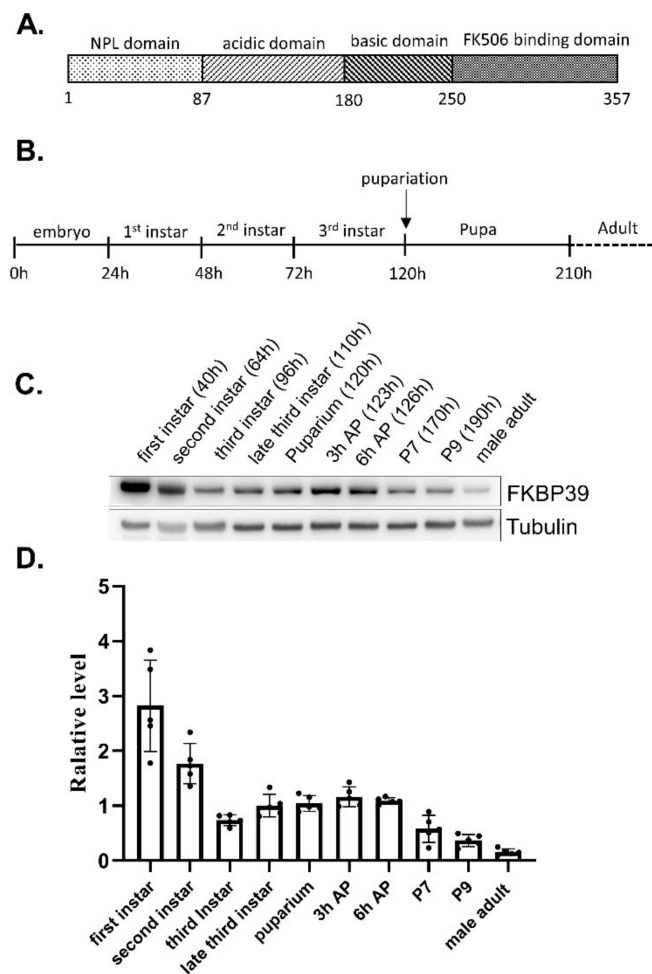 A.
NPL domain acidic domain basic domain FK506 binding domain
1 87 180 250 357
B.
pupariation
embryo 1st instar 2nd instar 3rd instar Pupa Adult
0h 24h 48h 72h 120h 210h
C.
first instar (40h)
second instar (64h)
third instar (96h)
late third instar (110h)
Puparium (120h)
3h AP (123h)
6h AP (126h)
P7 (170h)
P9 (190h)
male adult
FKBP39
Tubulin
D.
Ralative level
5
4
3
2
1
0
first instar
second instar
third Instar
late third instar
puparium
3h AP
6h AP
P7
P9
male adult